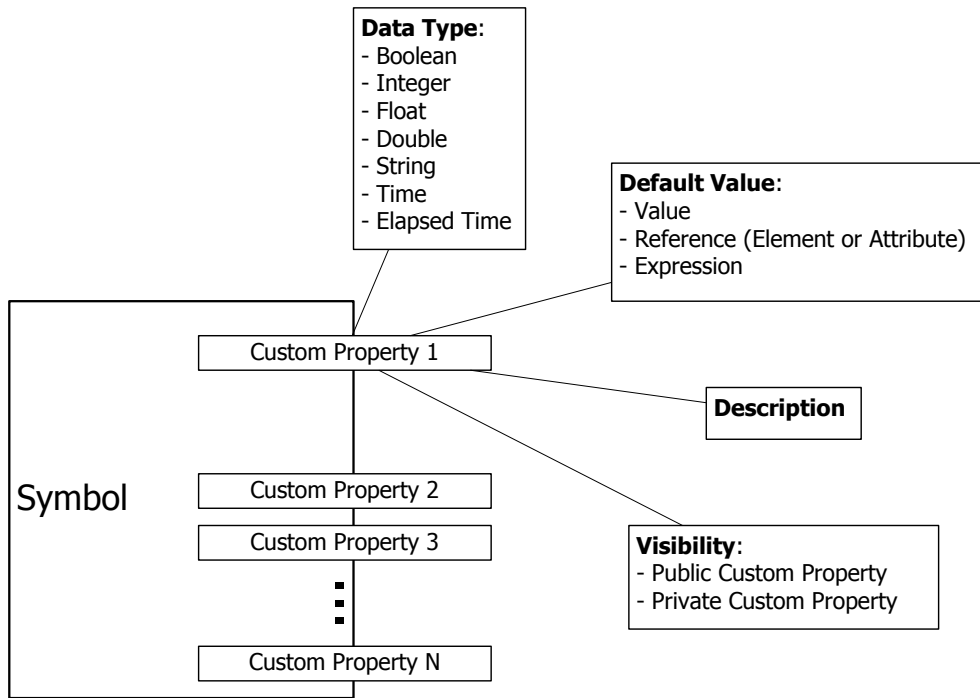 Data Type:
- Boolean
- Integer
- Float
- Double
- String
- Time
- Elapsed Time
Default Value:
- Value
- Reference (Element or Attribute)
- Expression
Custom Property 1
Description
Symbol
Custom Property 2
Custom Property 3
Visibility:
- Public Custom Property
- Private Custom Property
Custom Property N